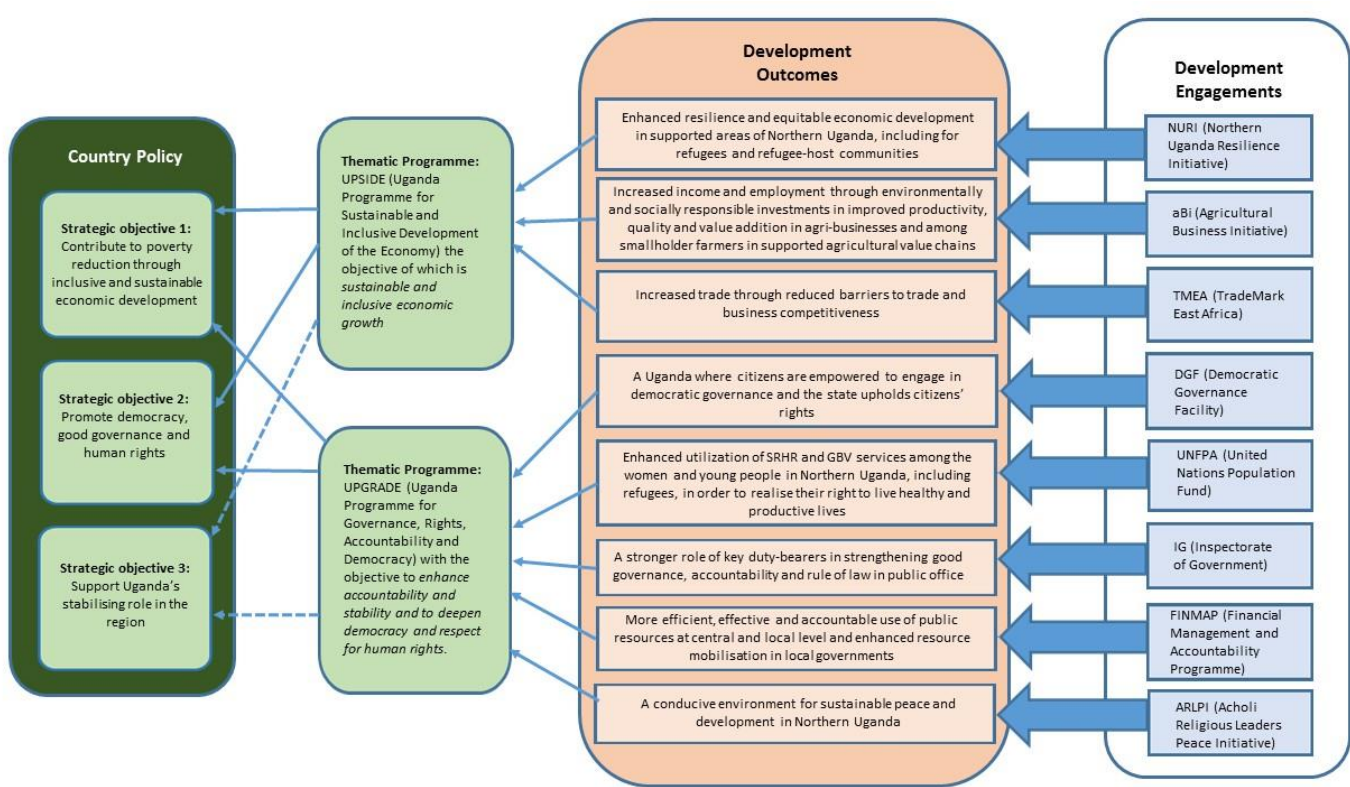 Country Policy
Strategic objective 1:
Contribute to poverty
reduction through
inclusive and sustainable
economic development
Strategic objective 2:
Promote democracy,
good governance and
human rights
Strategic objective 3:
Support Uganda's
stabilising role in the
region
Thematic Programme:
UPSIDE (Uganda
Programme for
Sustainable and
Inclusive Development
of the Economy) the
objective of which is
sustainable and
inclusive economic
growth
Thematic Programme:
UPGRADE (Uganda
Programme for
Governance, Rights,
Accountability and
Democracy) with the
objective to enhance
accountability and
stability and to deepen
democracy and respect
for human rights.
Development
Outcomes
Enhanced resilience and equitable economic development
in supported areas of Northern Uganda, including for
refugees and refugee-host communities
Increased income and employment through environmentally
and socially responsible investments in improved productivity,
quality and value addition in agri-businesses and among
smallholder farmers in supported agricultural value chains
Increased trade through reduced barriers to trade and
business competitiveness
A Uganda where citizens are empowered to engage in
democratic governance and the state upholds citizens'
rights
Enhanced utilization of SRHR and GBV services among the
women and young people in Northern Uganda, including
refugees, in order to realise their right to live healthy and
productive lives
A stronger role of key duty-bearers in strengthening good
governance, accountability and rule of law in public office
More efficient, effective and accountable use of public
resources at central and local level and enhanced resource
mobilisation in local governments
A conducive environment for sustainable peace and
development in Northern Uganda
Development
Engagements
NURI (Northern
Uganda Resilience
Initiative)
aBi (Agricultural
Business Initiative)
TMEA (TradeMark
East Africa)
DGF (Democratic
Governance
Facility)
UNFPA (United
Nations Population
Fund)
IG (Inspectorate
of Government)
FINMAP (Financial
Management and
Accountability
Programme)
ARLPI (Acholi
Religious Leaders
Peace Initiative)